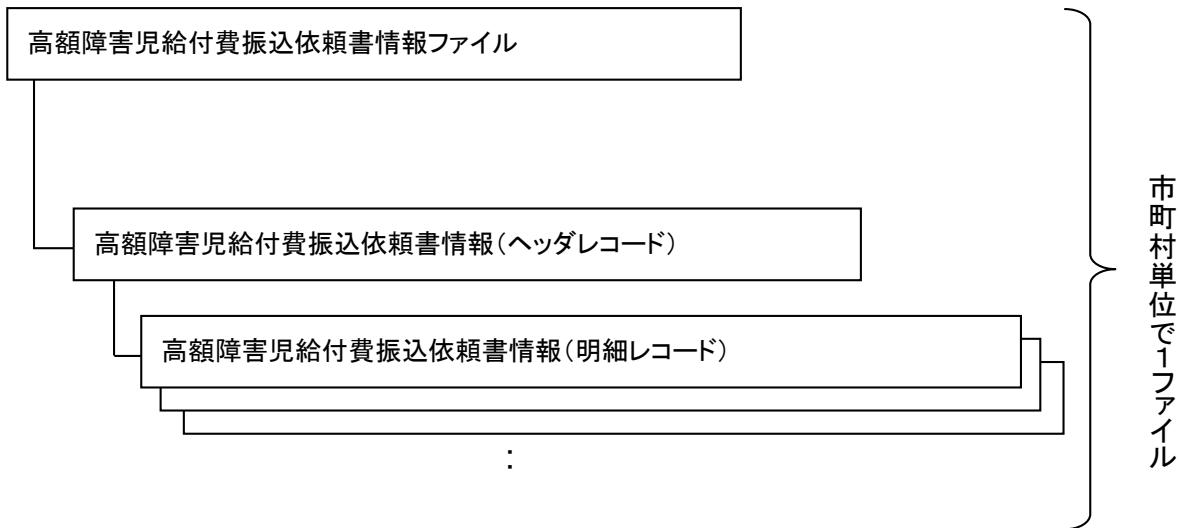 高額障害児給付費振込依頼書情報ファイル
高額障害児給付費振込依頼書情報（ヘッダレコード）
高額障害児給付費振込依頼書情報（明細レコード）
：
市町村単位で１ファイル